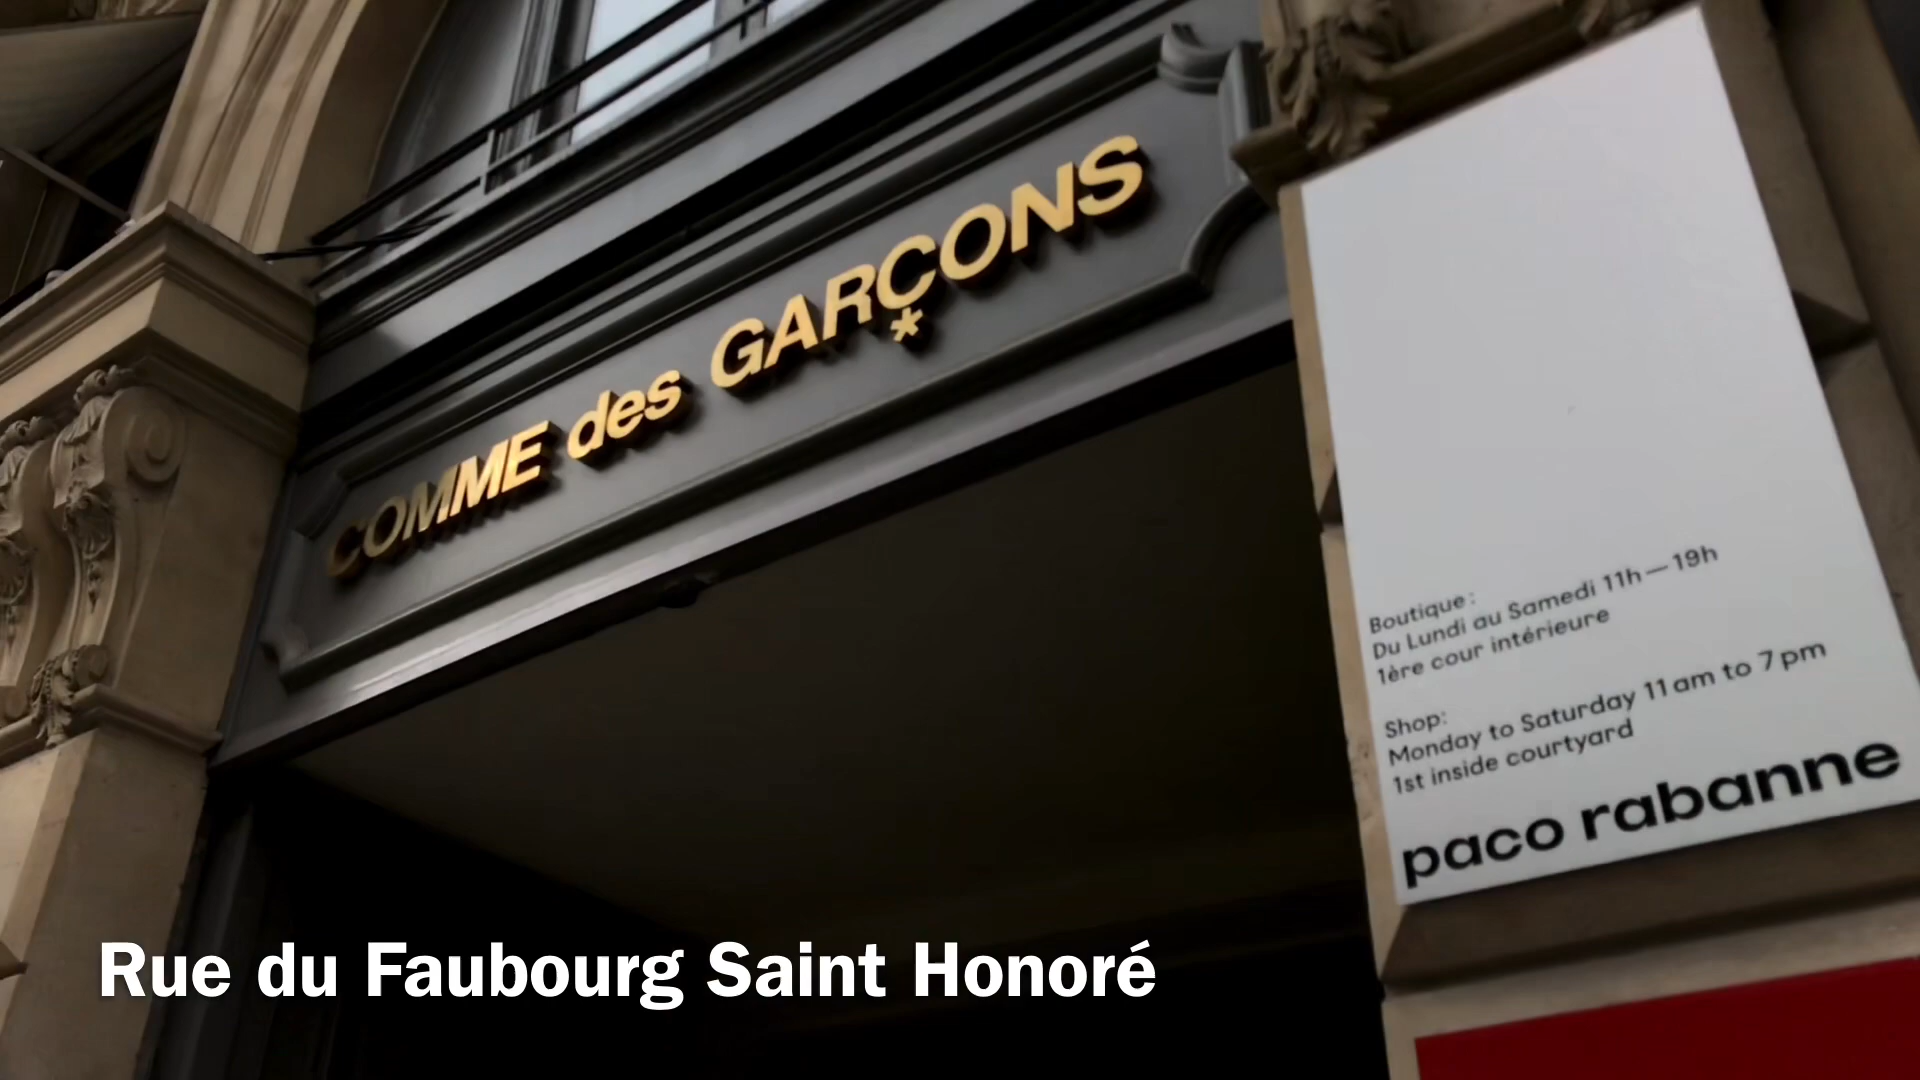 COMME des GARÇONS
Boutique :
Du Lundi au Samedi 11h — 19h
1ère cour intérieure
Shop:
Monday to Saturday 11 am to 7 pm
1st inside courtyard
paco rabanne
Rue du Faubourg Saint Honoré